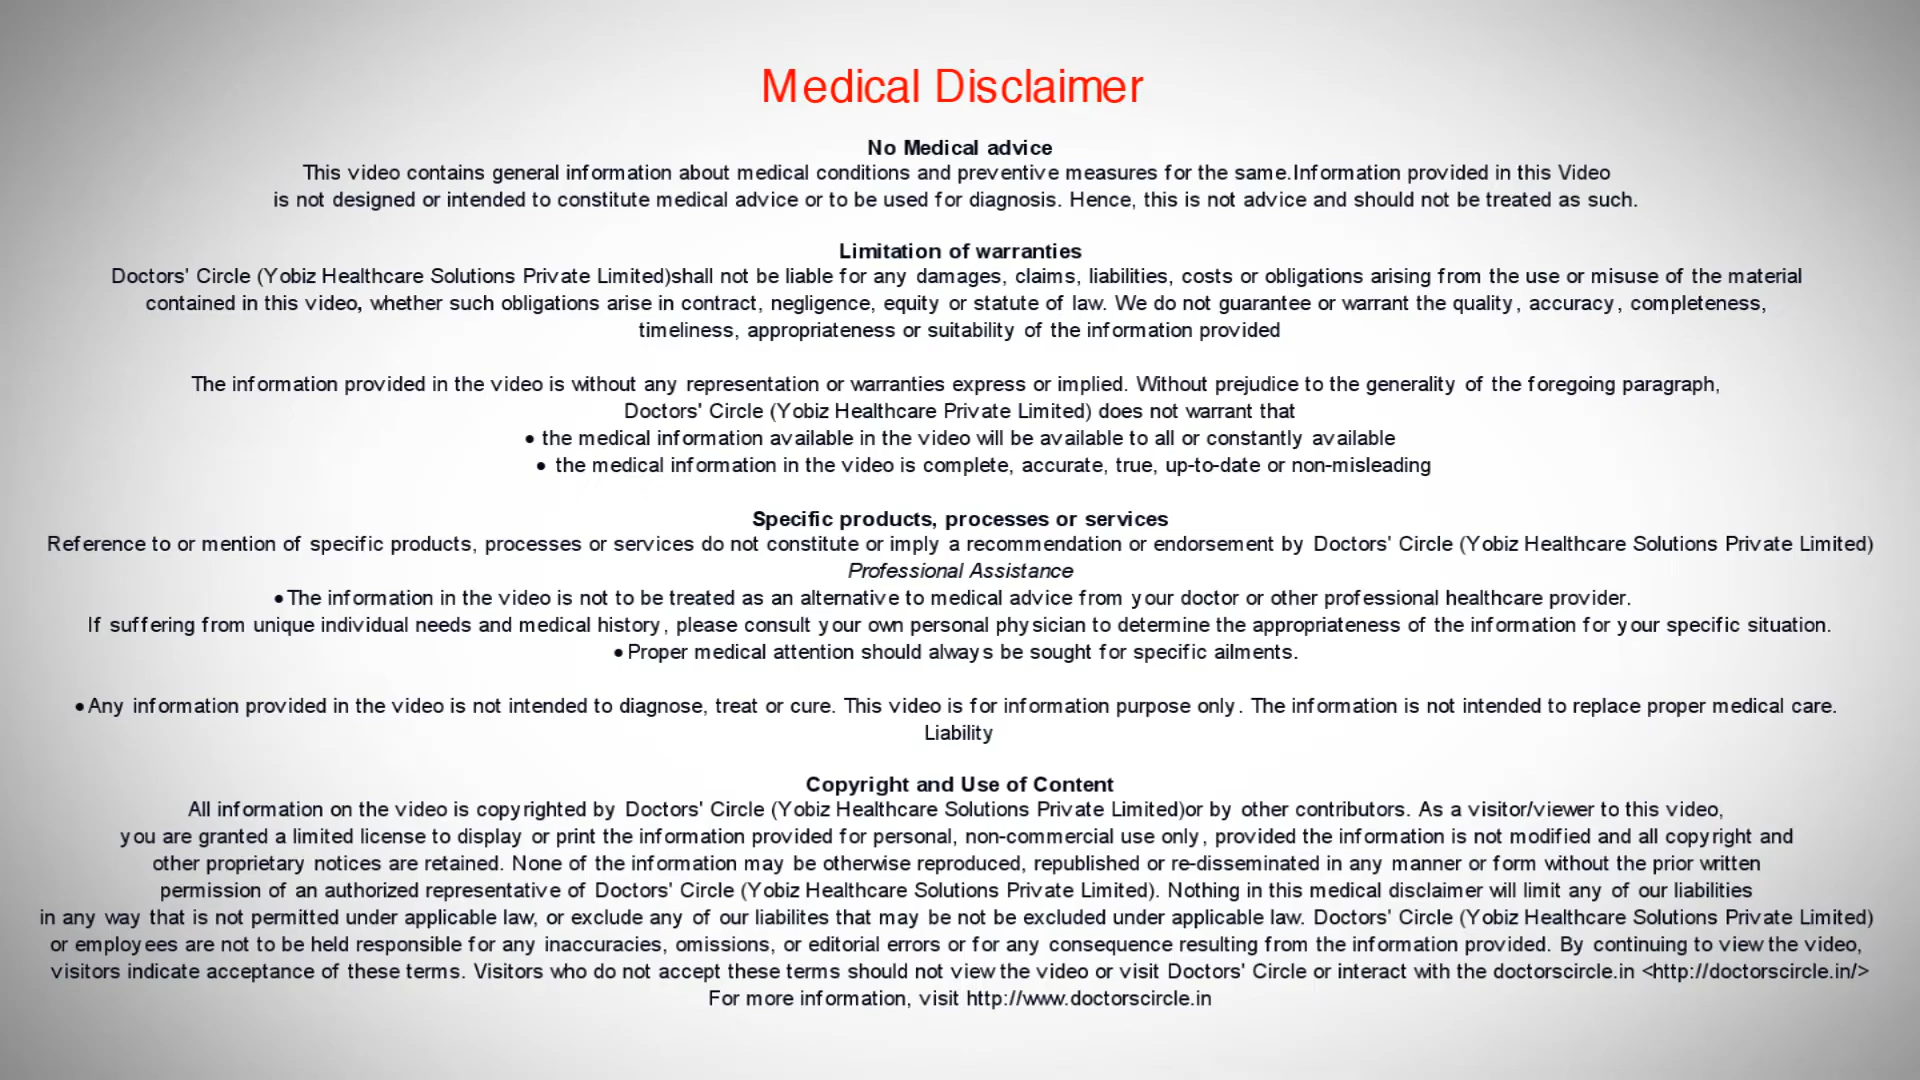 Medical Disclaimer
No Medical advice
This video contains general information about medical conditions and preventive measures for the same.Information provided in this Video
is not designed or intended to constitute medical advice or to be used for diagnosis. Hence, this is not advice and should not be treated as such.
Limitation of warranties
Doctors' Circle (Yobiz Healthcare Solutions Private Limited)shall not be liable for any damages, claims, liabilities, costs or obligations arising from the use or misuse of the material
contained in this video, whether such obligations arise in contract, negligence, equity or statute of law. We do not guarantee or warrant the quality, accuracy, completeness,
timeliness, appropriateness or suitability of the information provided
The information provided in the video is without any representation or warranties express or implied. Without prejudice to the generality of the foregoing paragraph,
Doctors' Circle (Yobiz Healthcare Private Limited) does not warrant that
• the medical information available in the video will be available to all or constantly available
• the medical information in the video is complete, accurate, true, up-to-date or non-misleading
Specific products, processes or services
Reference to or mention of specific products, processes or services do not constitute or imply a recommendation or endorsement by Doctors' Circle (Yobiz Healthcare Solutions Private Limited)
Professional Assistance
•The information in the video is not to be treated as an alternative to medical advice from your doctor or other professional healthcare provider.
If suffering from unique individual needs and medical history, please consult your own personal physician to determine the appropriateness of the information for your specific situation.
•Proper medical attention should always be sought for specific ailments.
•Any information provided in the video is not intended to diagnose, treat or cure. This video is for information purpose only. The information is not intended to replace proper medical care.
Liability
Copyright and Use of Content
All information on the video is copyrighted by Doctors' Circle (Yobiz Healthcare Solutions Private Limited)or by other contributors. As a visitor/viewer to this video,
you are granted a limited license to display or print the information provided for personal, non-commercial use only, provided the information is not modified and all copyright and
other proprietary notices are retained. None of the information may be otherwise reproduced, republished or re-disseminated in any manner or form without the prior written
permission of an authorized representative of Doctors' Circle (Yobiz Healthcare Solutions Private Limited). Nothing in this medical disclaimer will limit any of our liabilities
in any way that is not permitted under applicable law, or exclude any of our liabilites that may be not be excluded under applicable law. Doctors' Circle (Yobiz Healthcare Solutions Private Limited)
or employees are not to be held responsible for any inaccuracies, omissions, or editorial errors or for any consequence resulting from the information provided. By continuing to view the video,
visitors indicate acceptance of these terms. Visitors who do not accept these terms should not view the video or visit Doctors' Circle or interact with the doctorscircle.in <http://doctorscircle.in/>
For more information, visit http://www.doctorscircle.in